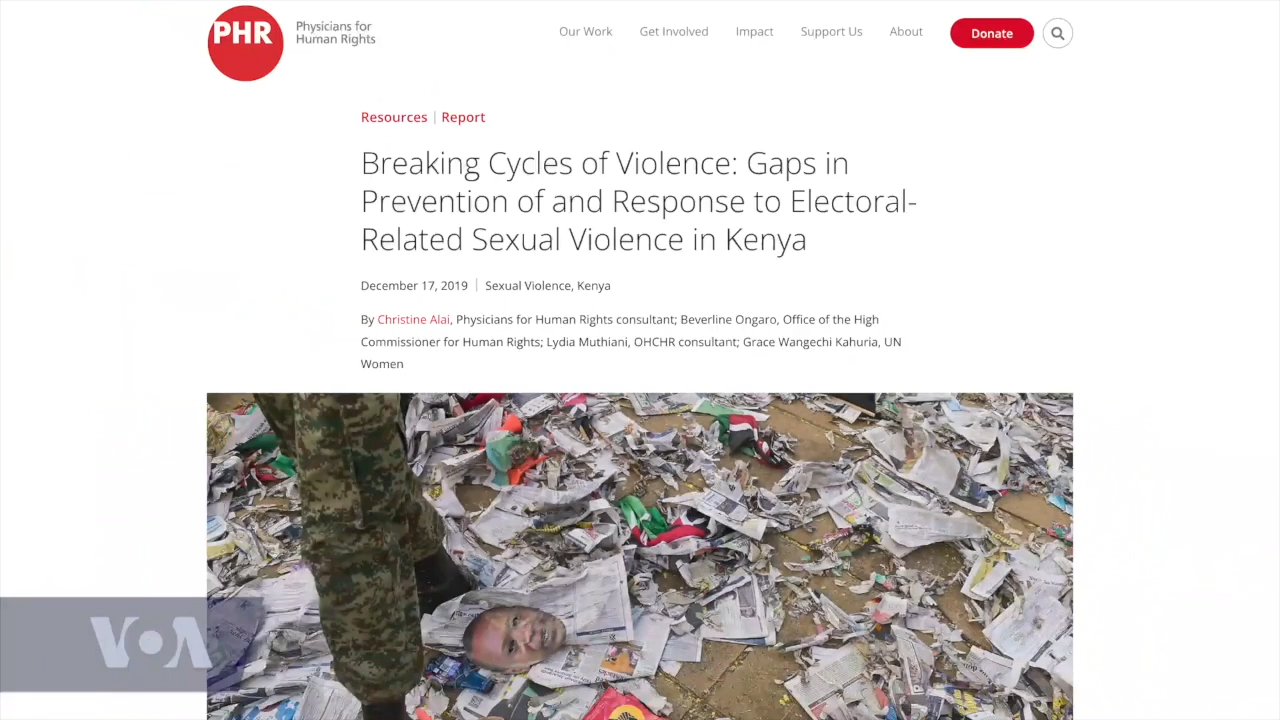 PHR
Physicians for
Human Rights
Our Work
Get Involved
Impact
Support Us
About
Donate
Resources | Report
Breaking Cycles of Violence: Gaps in
Prevention of and Response to Electoral-
Related Sexual Violence in Kenya
December 17, 2019 | Sexual Violence, Kenya
By Christine Alai, Physicians for Human Rights consultant; Beverline Ongaro, Office of the High
Commissioner for Human Rights; Lydia Muthiani, OHCHR consultant; Grace Wangechi Kahuria, UN
Women
VOA